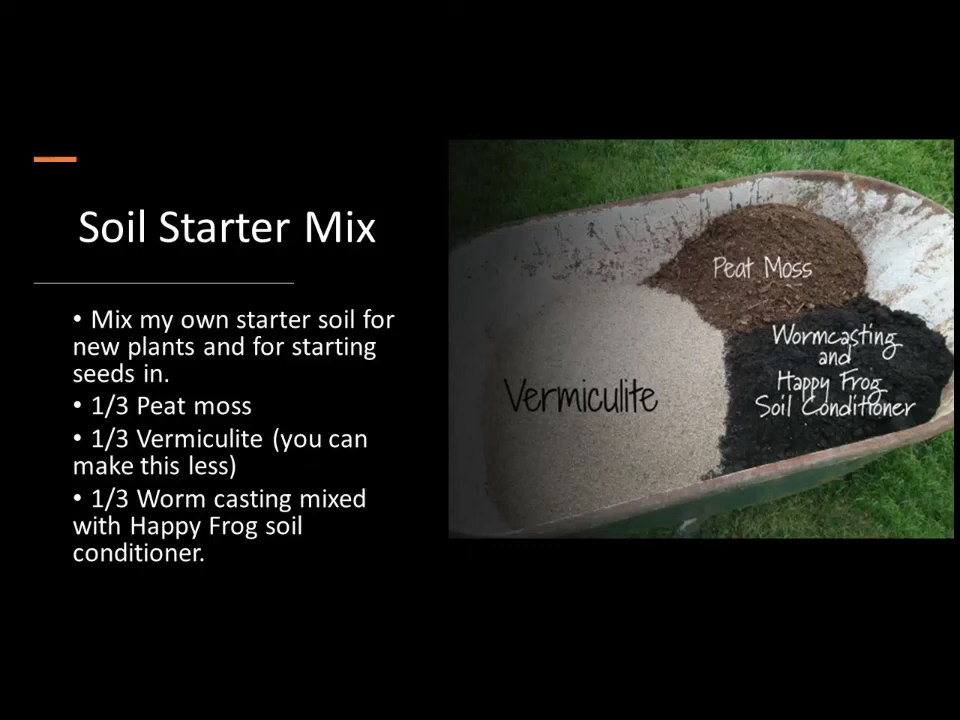 Soil Starter Mix
• Mix my own starter soil for
new plants and for starting
seeds in.
• 1/3 Peat moss
• 1/3 Vermiculite (you can
make this less)
• 1/3 Worm casting mixed
with Happy Frog soil
conditioner.
Peat Moss
Vermiculite
Wormcasting
and
Happy Frog
Soil Conditioner